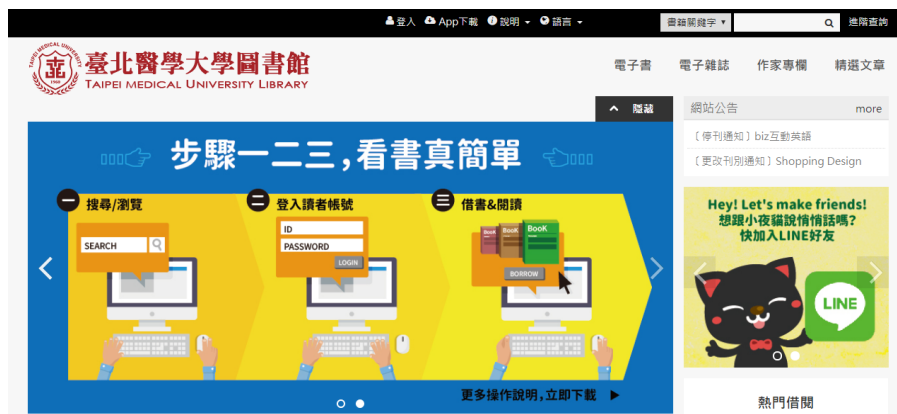 登入 App下載 說明 語言 書籍關鍵字 進階查詢
臺北醫學大學圖書館
TAIPEI MEDICAL UNIVERSITY LIBRARY
電子書 電子雜誌 作家專欄 精選文章
隱藏
網站公告 more
〔停刊通知〕biz互動英語
〔更改刊別通知〕Shopping Design
步驟一二三,看書真簡單
一 搜尋/瀏覽
SEARCH
二 登入讀者帳號
ID
PASSWORD
LOGIN
三 借書&閱讀
BooK BooK BooK
BORROW
更多操作說明,立即下載
Hey! Let's make friends!
想跟小夜貓說悄悄話嗎?
快加入LINE好友
LINE
熱門借閱